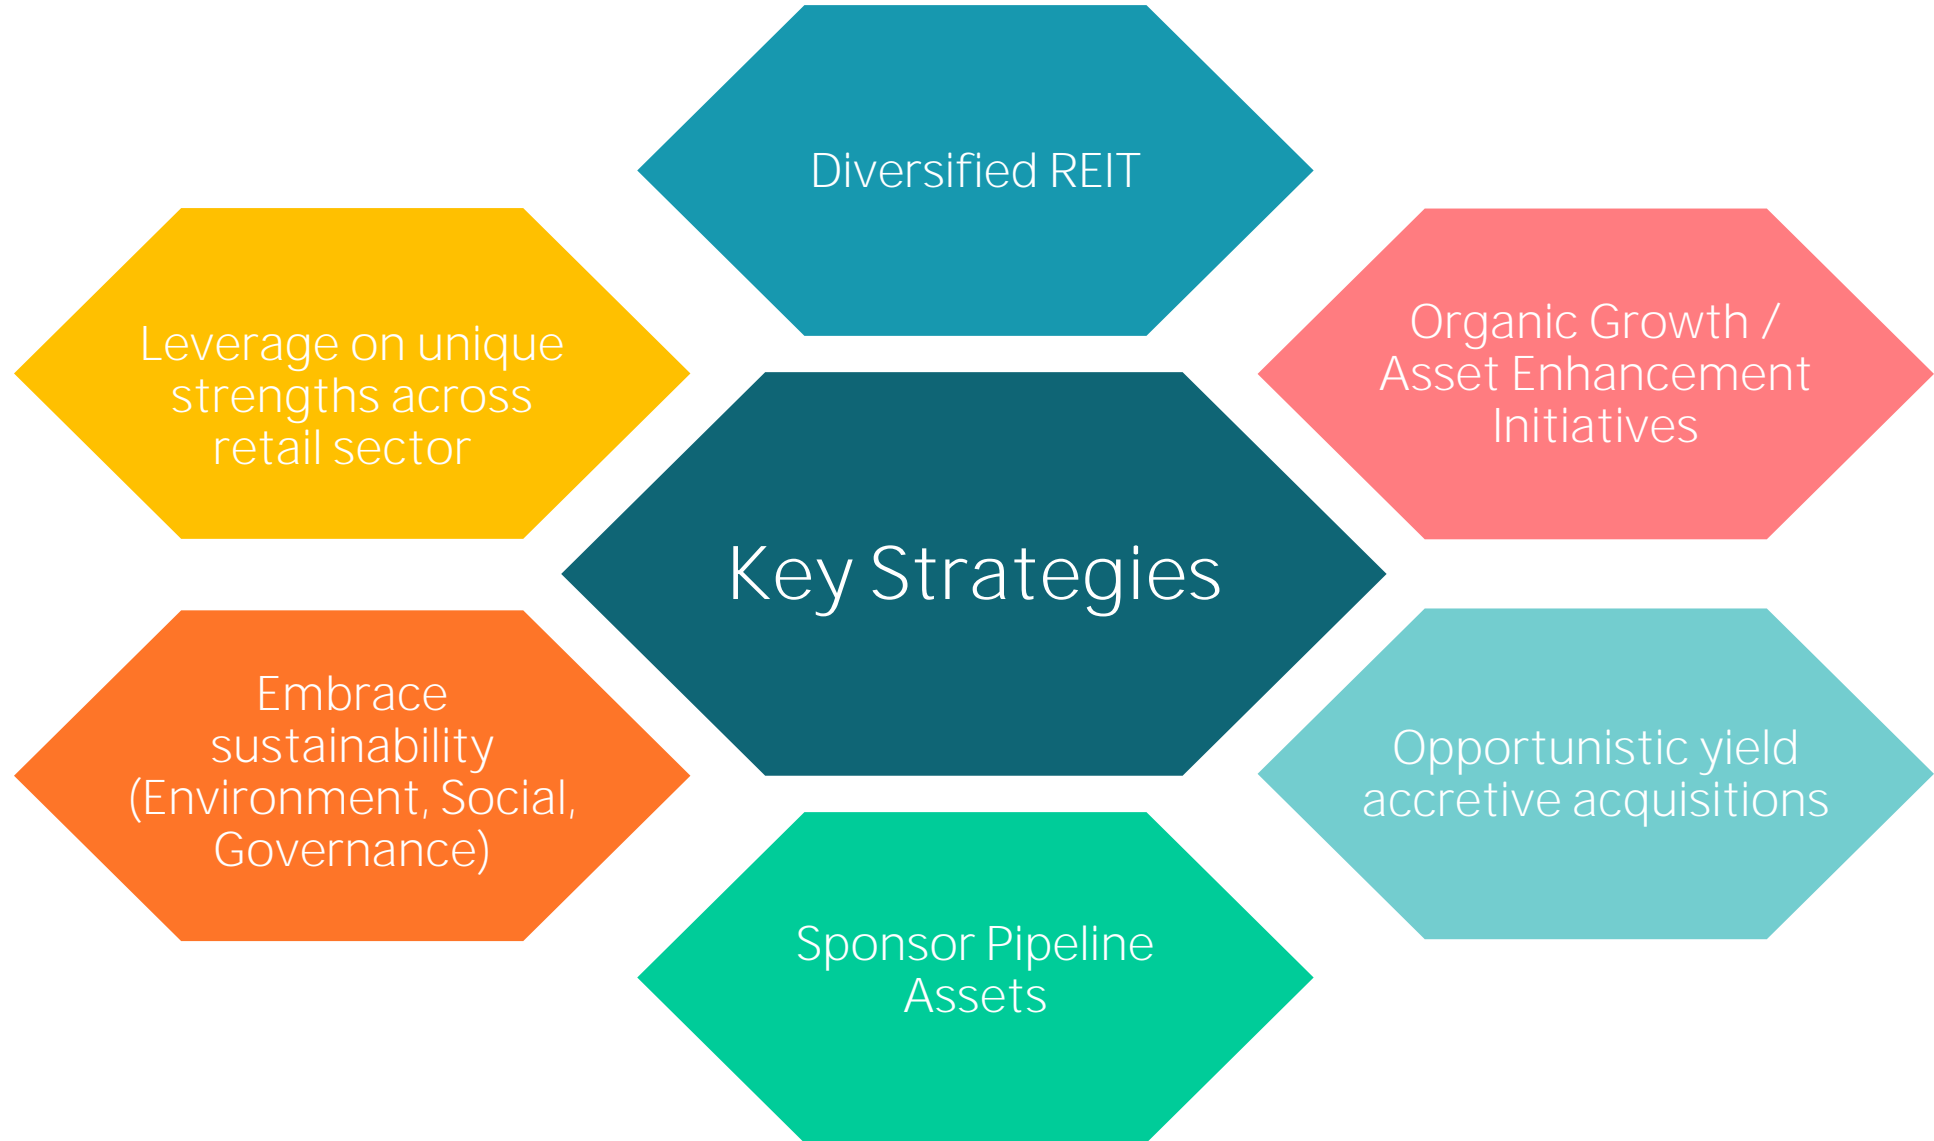 Diversified REIT
Leverage on unique
strengths across
retail sector
Organic Growth /
Asset Enhancement
Initiatives
Key Strategies
Embrace
sustainability
(Environment, Social,
Governance)
Opportunistic yield
accretive acquisitions
Sponsor Pipeline
Assets